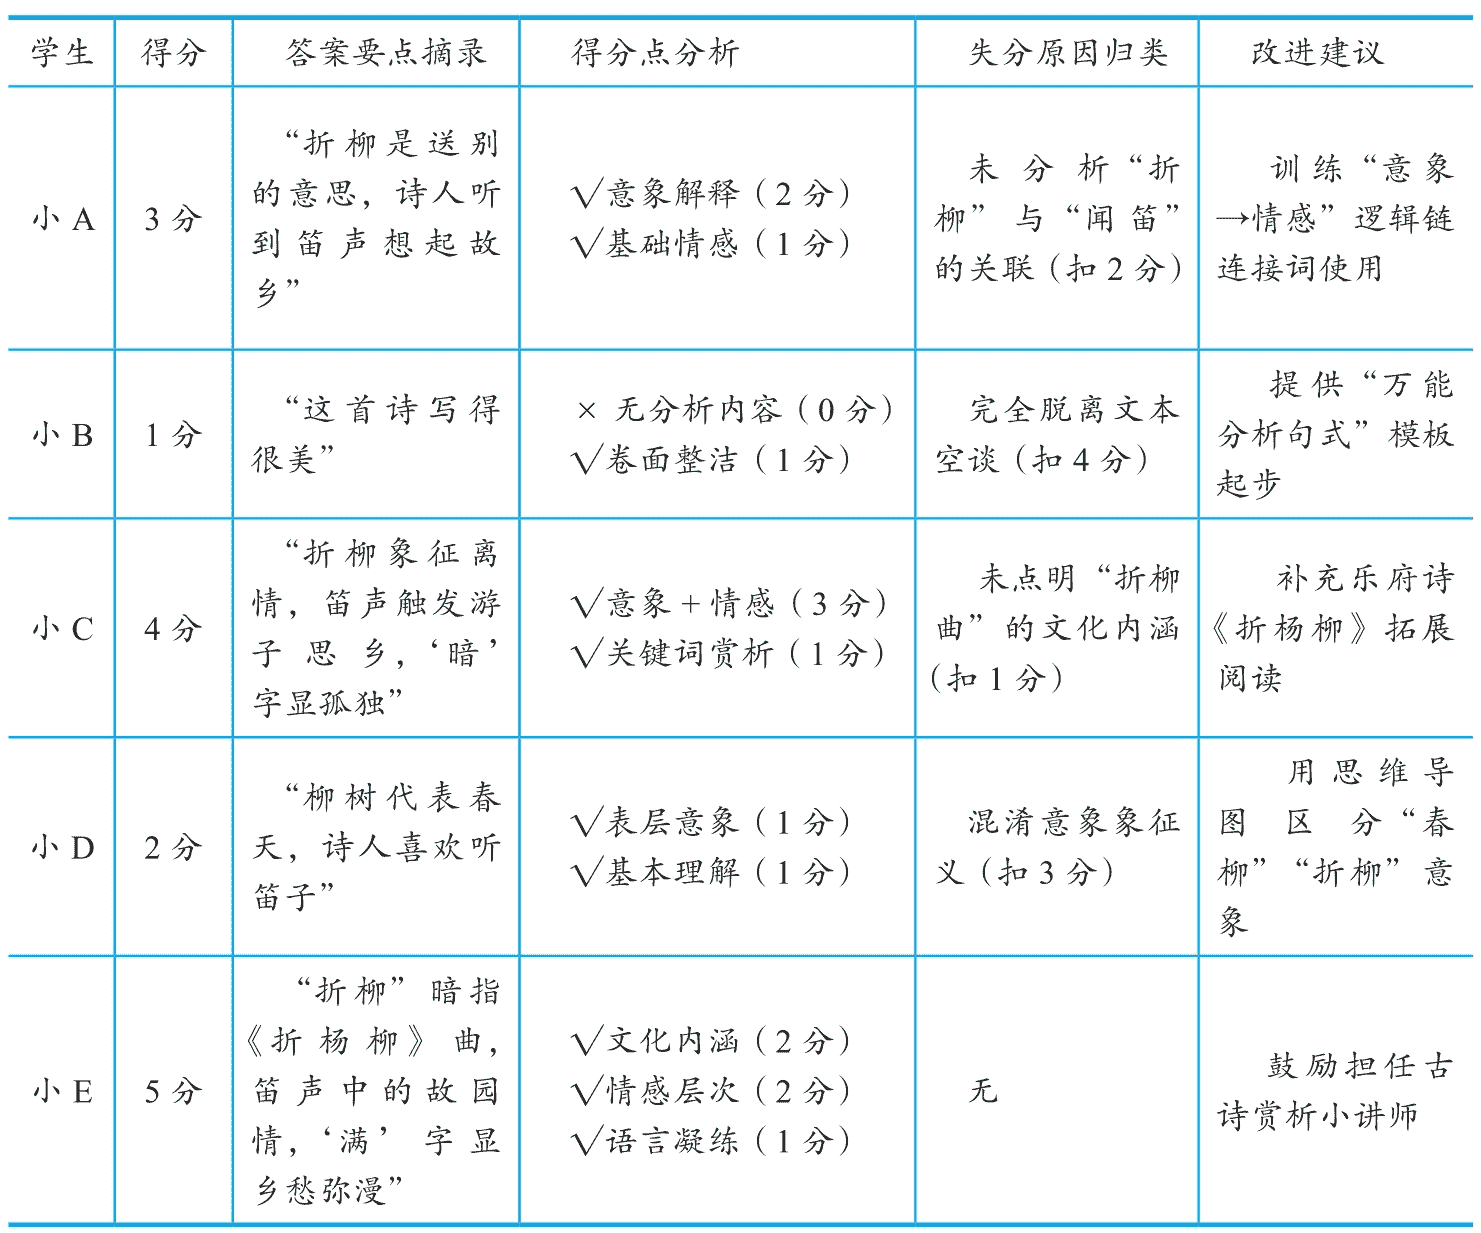 学生 得分 答案要点摘录 得分点分析 失分原因归类 改进建议
小A
3分
“折柳是送别
的意思，诗人听
到笛声想起故
乡”
√意象解释（2分）
√基础情感（1分）
未分析“折
柳”与“闻笛”
的关联（扣2分）
训练“意象
→情感”逻辑链
连接词使用
小B
1分
“这首诗写得
很美”
× 无分析内容（0分）
√卷面整洁（1分）
完全脱离文本
空谈（扣4分）
提供“万能
分析句式”模板
起步
小C
4分
“折柳象征离
情，笛声触发游
子思乡，‘暗’
字显孤独”
√意象+情感（3分）
√关键词赏析（1分）
未点明“折柳
曲”的文化内涵
（扣1分）
补充乐府诗
《折杨柳》拓展
阅读
小D
2分
“柳树代表春
天，诗人喜欢听
笛子”
√表层意象（1分）
√基本理解（1分）
混淆意象象征
义（扣3分）
用思维导
图区分“春
柳”“折柳”意
象
小E
5分
“折柳”暗指
《折杨柳》曲，
笛声中的故园
情，‘满’字显
乡愁弥漫”
√文化内涵（2分）
√情感层次（2分）
√语言凝练（1分）
无
鼓励担任古
诗赏析小讲师